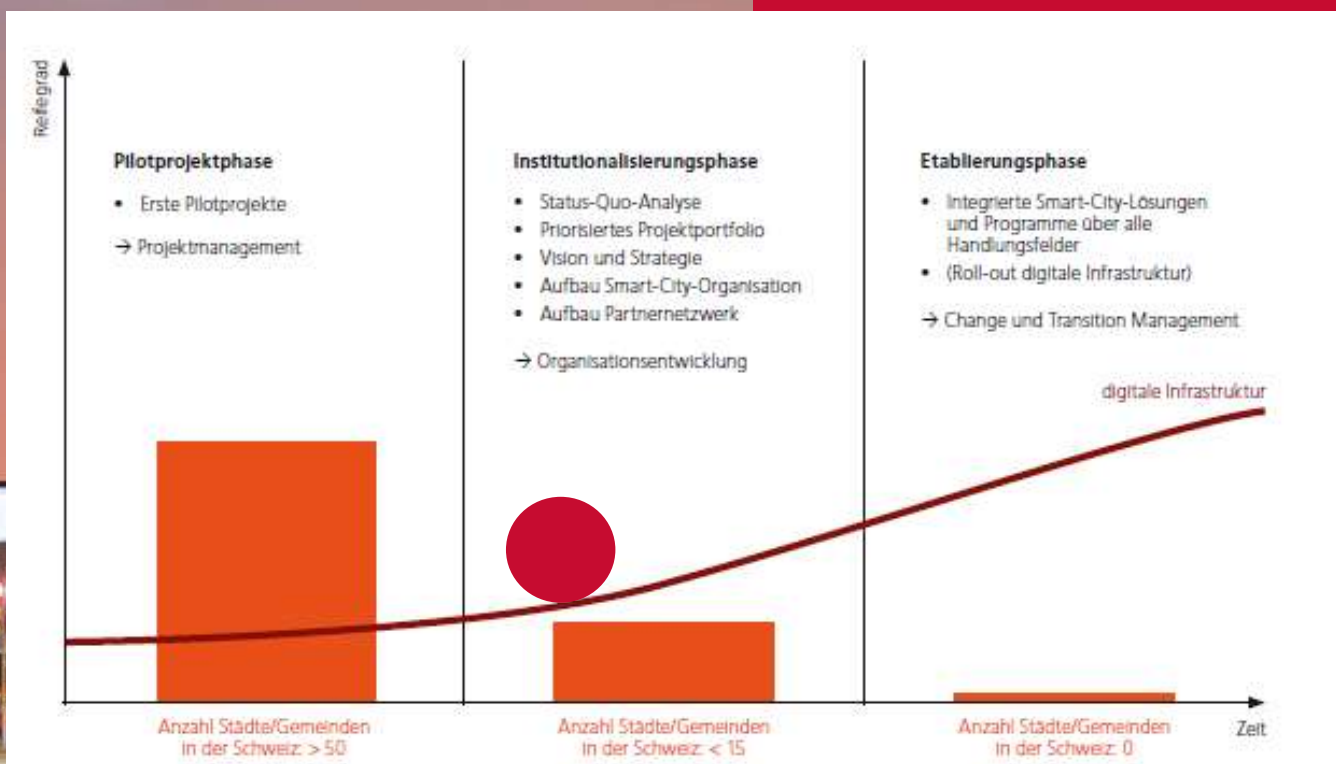 Reifegrad
Pilotprojektphase
• Erste Pilotprojekte
→ Projektmanagement
Institutionalisierungsphase
• Status-Quo-Analyse
• Priorisiertes Projektportfolio
• Vision und Strategie
• Aufbau Smart-City-Organisation
• Aufbau Partnernetzwerk
→ Organisationsentwicklung
Etablierungsphase
• Integrierte Smart-City-Lösungen
und Programme über alle
Handlungsfelder
• (Roll-out digitale Infrastruktur)
→ Change und Transition Management
digitale Infrastruktur
Anzahl Städte/Gemeinden
in der Schweiz: > 50
Anzahl Städte/Gemeinden
in der Schweiz: < 15
Anzahl Städte/Gemeinden
in der Schweiz: 0
Zeit